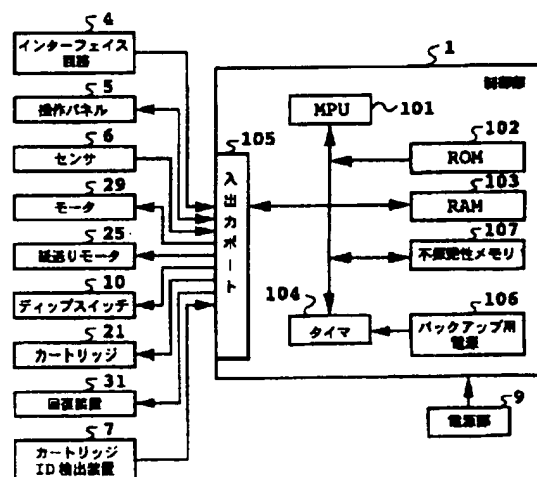 4
インターフェイス
回路
5
操作パネル
6
センサ
29
モータ
25
紙送りモータ
10
ディップスイッチ
21
カートリッジ
31
回復装置
7
カートリッジ
ID検出装置
105
入出力ポート
1
制御部
MPU
101
102
ROM
103
RAM
107
不揮発性メモリ
104
タイマ
106
バックアップ用
電源
9
電源部